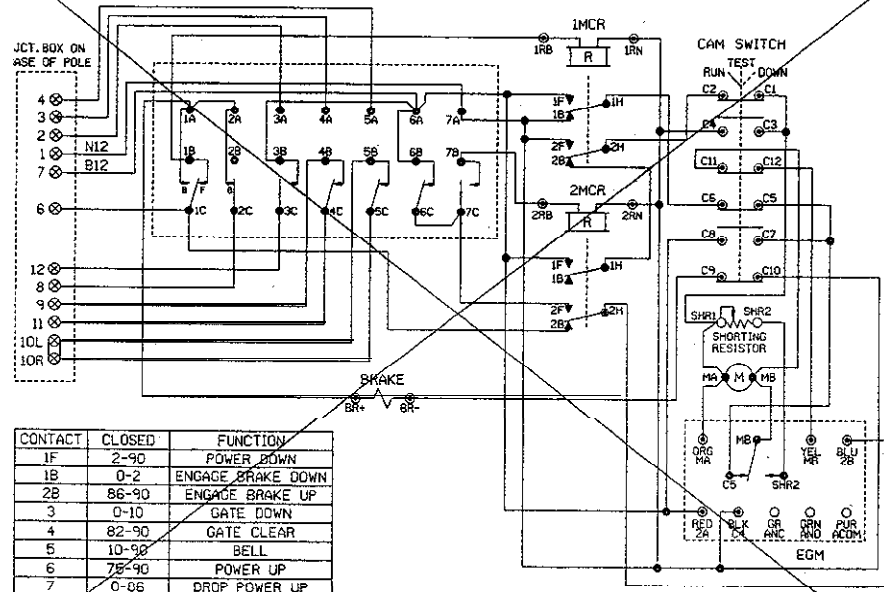 1MCR
JCT. BOX ON
ASE OF POLE
1RB
R
1RN
CAM SWITCH
TEST
RUN DOWN
C2 C1
4
3
2
1 N12
7 B12
6
1A 2A 3A 4A 5A 6A 7A
1B 2B 3B 4B 5B 6B 7B
B F
G
1C 2C 3C 4C 5C 6C 7C
1F
1B
1H
2F
2B
2H
2MCR
2RB
R
2RN
1F
1B
1H
2F
2B
2H
C4 C3
C11 C12
C6 C5
C8 C7
C9 C10
12
8
9
11
10L
10R
SHR1 SHR2
SHORTING
RESISTOR
MA M MB
BRAKE
BR+ BR-
ORG
MA
MB
YEL
MR
BLU
2B
C5
SHR2
RED
2A
BLK
C4
GR
ANC
GRN
ANO
PUR
ACOM
EGM
CONTACT CLOSED FUNCTION
1F 2-90 POWER DOWN
1B 0-2 ENGAGE BRAKE DOWN
2B 86-90 ENGAGE BRAKE UP
3 0-10 GATE DOWN
4 82-90 GATE CLEAR
5 10-90 BELL
6 75-90 POWER UP
7 0-86 DROP POWER UP